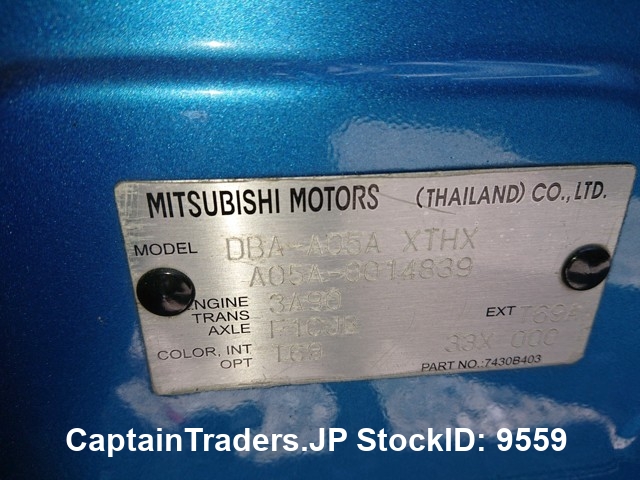 MITSUBISHI MOTORS (THAILAND) CO., LTD.
MODEL DBA-A05A XTHX
A05A-0014839
ENGINE 3A90
TRANS
AXLE EXT
COLOR, INT
OPT
PART NO.:7430B403
CaptainTraders.JP StockID: 9559